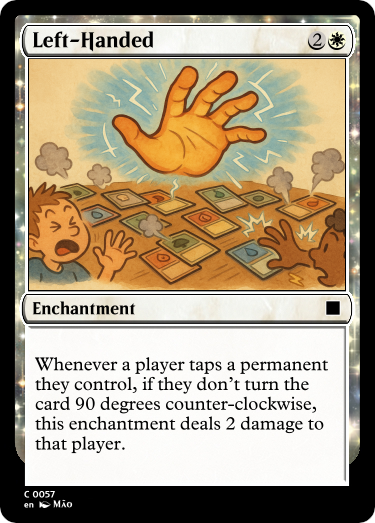 Left-Handed 2
Enchantment
Whenever a player taps a permanent
they control, if they don't turn the
card 90 degrees counter-clockwise,
this enchantment deals 2 damage to
that player.
C 0057
en Mão